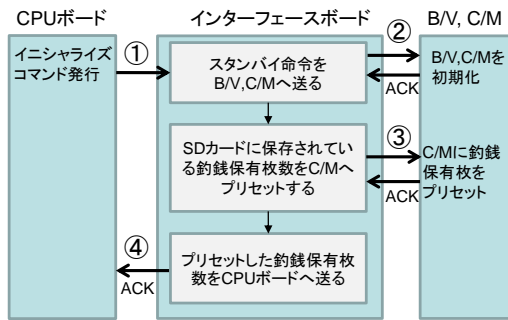 CPUボード
インターフェースボード
B/V, C/M
イニシャライズ
コマンド発行
①
スタンバイ命令を
B/V,C/Mへ送る
②
ACK
B/V,C/Mを
初期化
SDカードに保存されている
釣銭保有枚数をC/Mへ
プリセットする
③
ACK
C/Mに釣銭
保有枚を
プリセット
④
ACK
プリセットした釣銭保有枚
数をCPUボードへ送る